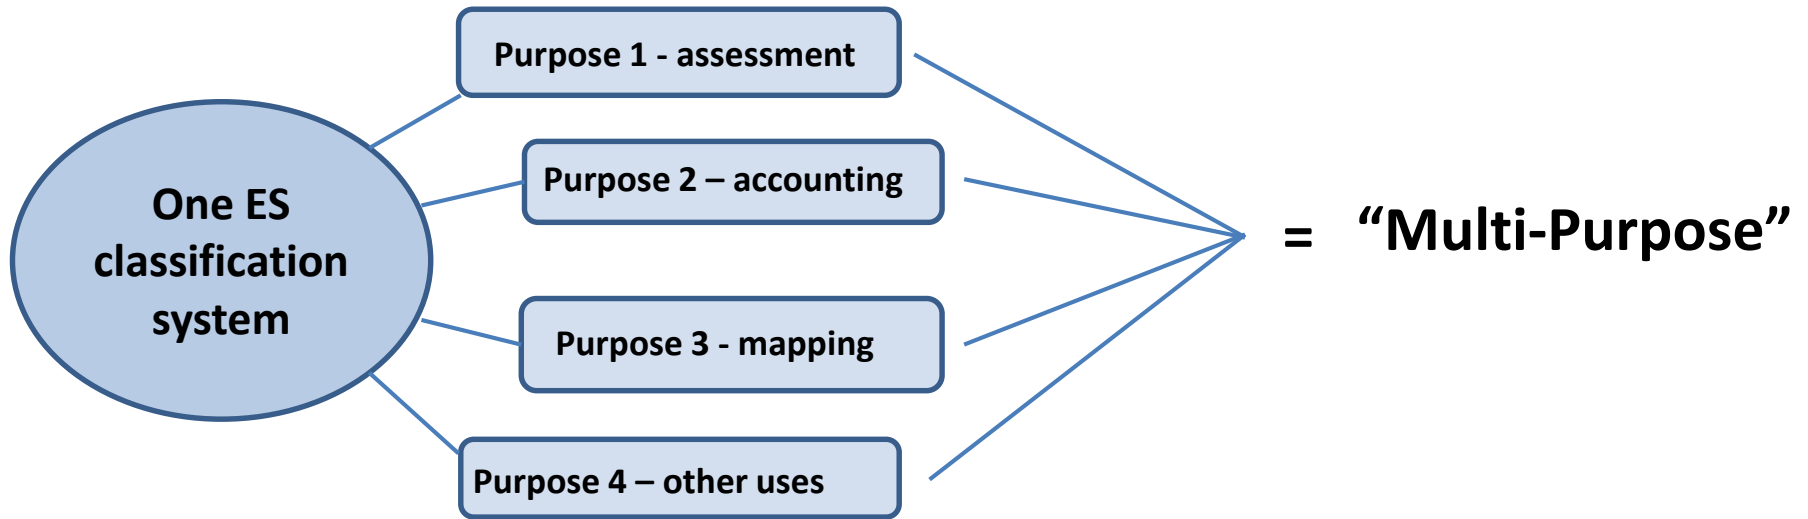 One ES
classification
system
Purpose 1 - assessment
Purpose 2 – accounting
Purpose 3 - mapping
Purpose 4 – other uses
= “Multi-Purpose”